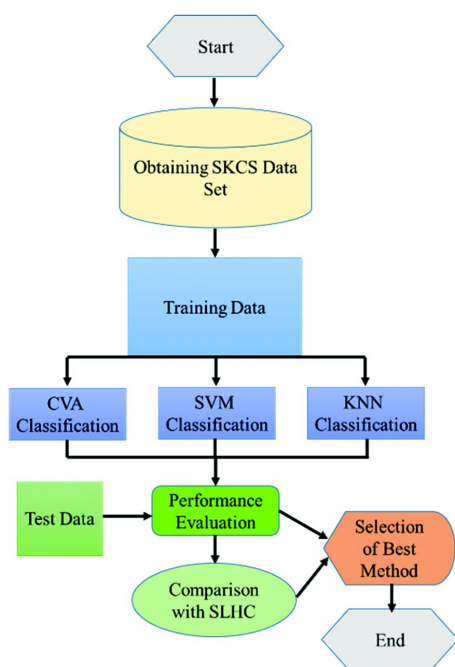 Start
Obtaining SKCS Data
Set
Training Data
CVA
Classification
SVM
Classification
KNN
Classification
Test Data
Performance
Evaluation
Selection
of Best
Method
Comparison
with SLHC
End